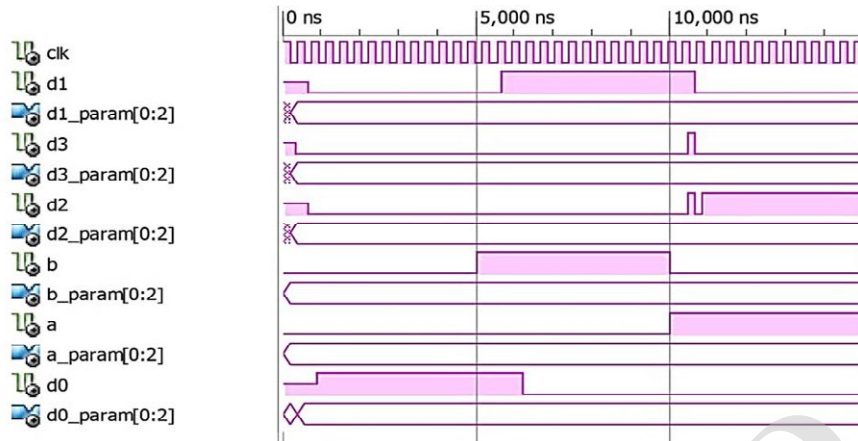 0 ns 5,000 ns 10,000 ns
clk
d1
d1_param[0:2]
d3
d3_param[0:2]
d2
d2_param[0:2]
b
b_param[0:2]
a
a_param[0:2]
d0
d0_param[0:2]